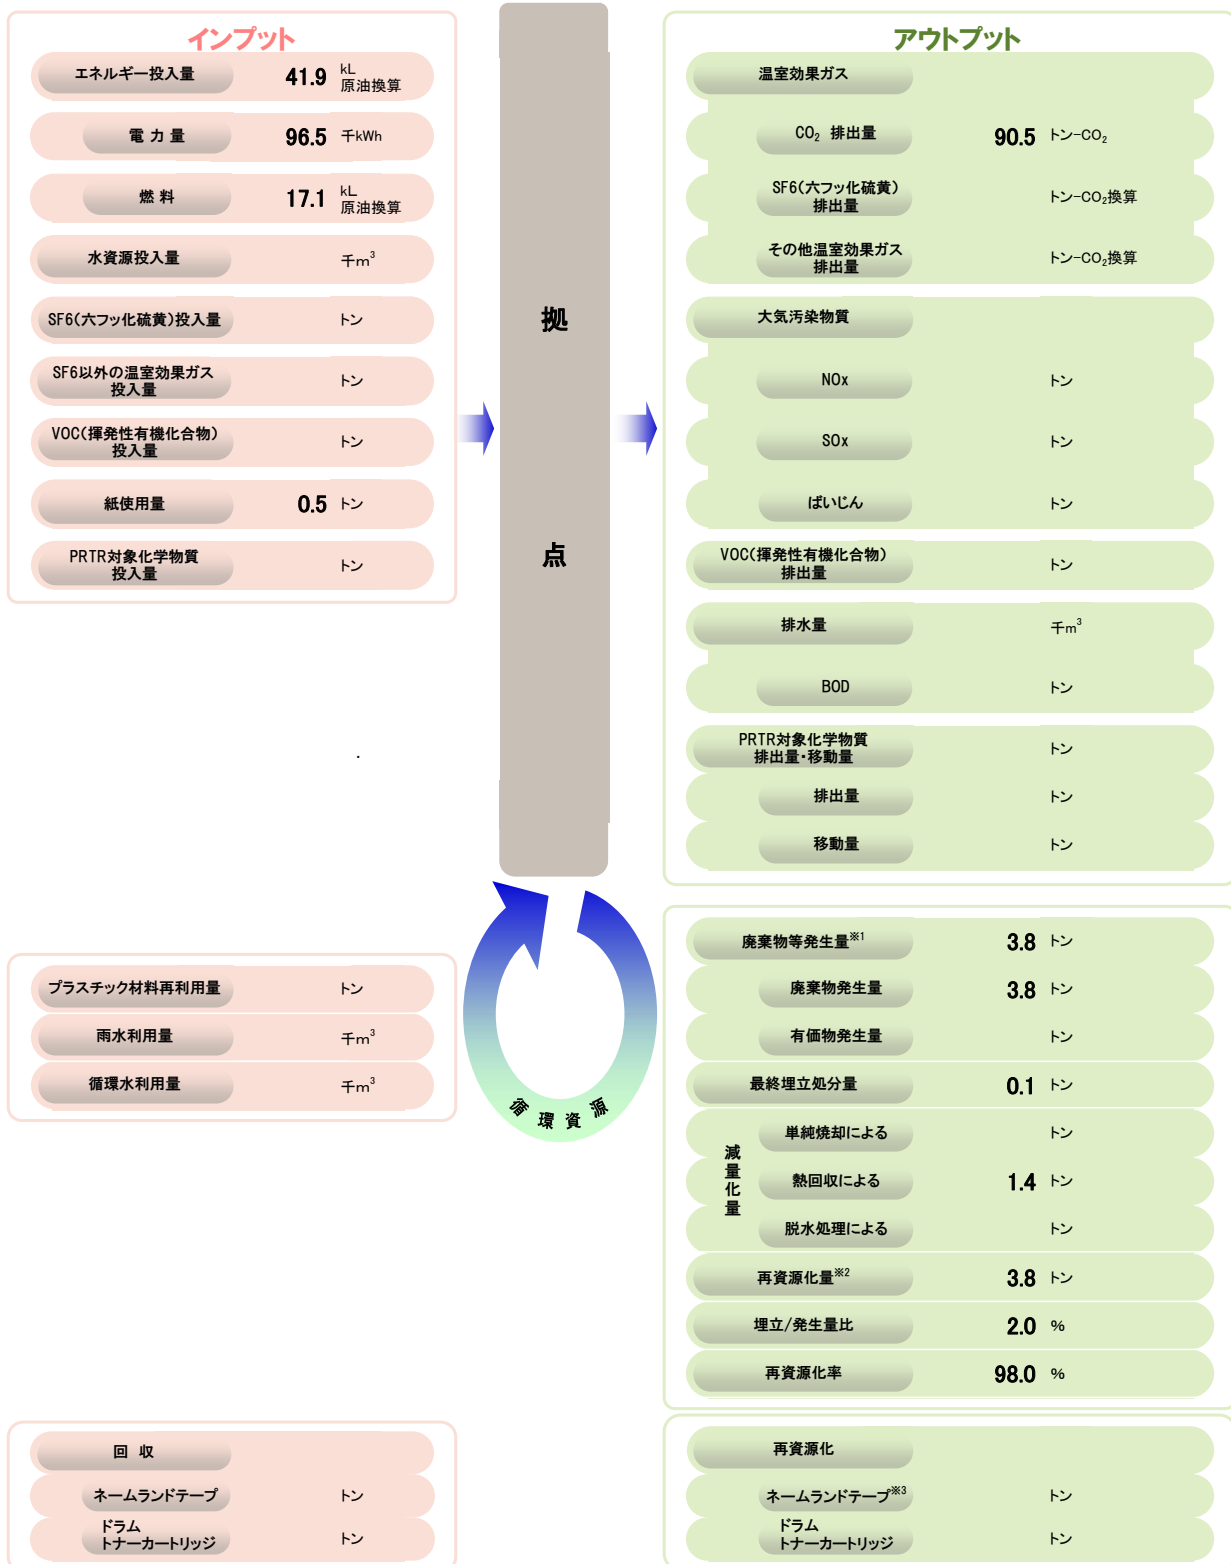 インプット
エネルギー投入量 41.9 kL
原油換算
電 力 量 96.5 千kWh
燃 料 17.1 kL
原油換算
水資源投入量 千m³
SF6(六フッ化硫黄)投入量 トン
SF6以外の温室効果ガス
投入量 トン
VOC(揮発性有機化合物)
投入量 トン
紙使用量 0.5 トン
PRTR対象化学物質
投入量 トン
拠
点
アウトプット
温室効果ガス
CO₂ 排出量 90.5 トン-CO₂
SF6(六フッ化硫黄)
排出量 トン-CO₂換算
その他温室効果ガス
排出量 トン-CO₂換算
大気汚染物質
NOx トン
SOx トン
ばいじん トン
VOC(揮発性有機化合物)
排出量 トン
排水量 千m³
BOD トン
PRTR対象化学物質
排出量・移動量 トン
排出量 トン
移動量 トン
プラスチック材料再利用量 トン
雨水利用量 千m³
循環水利用量 千m³
循環資源
廃棄物等発生量※1 3.8 トン
廃棄物発生量 3.8 トン
有価物発生量 トン
最終埋立処分量 0.1 トン
減量化量
単純焼却による トン
熱回収による 1.4 トン
脱水処理による トン
再資源化量※2 3.8 トン
埋立/発生量比 2.0 %
再資源化率 98.0 %
回 収
ネームランドテープ トン
ドラム
トナーカートリッジ トン
再資源化
ネームランドテープ※3 トン
ドラム
トナーカートリッジ トン